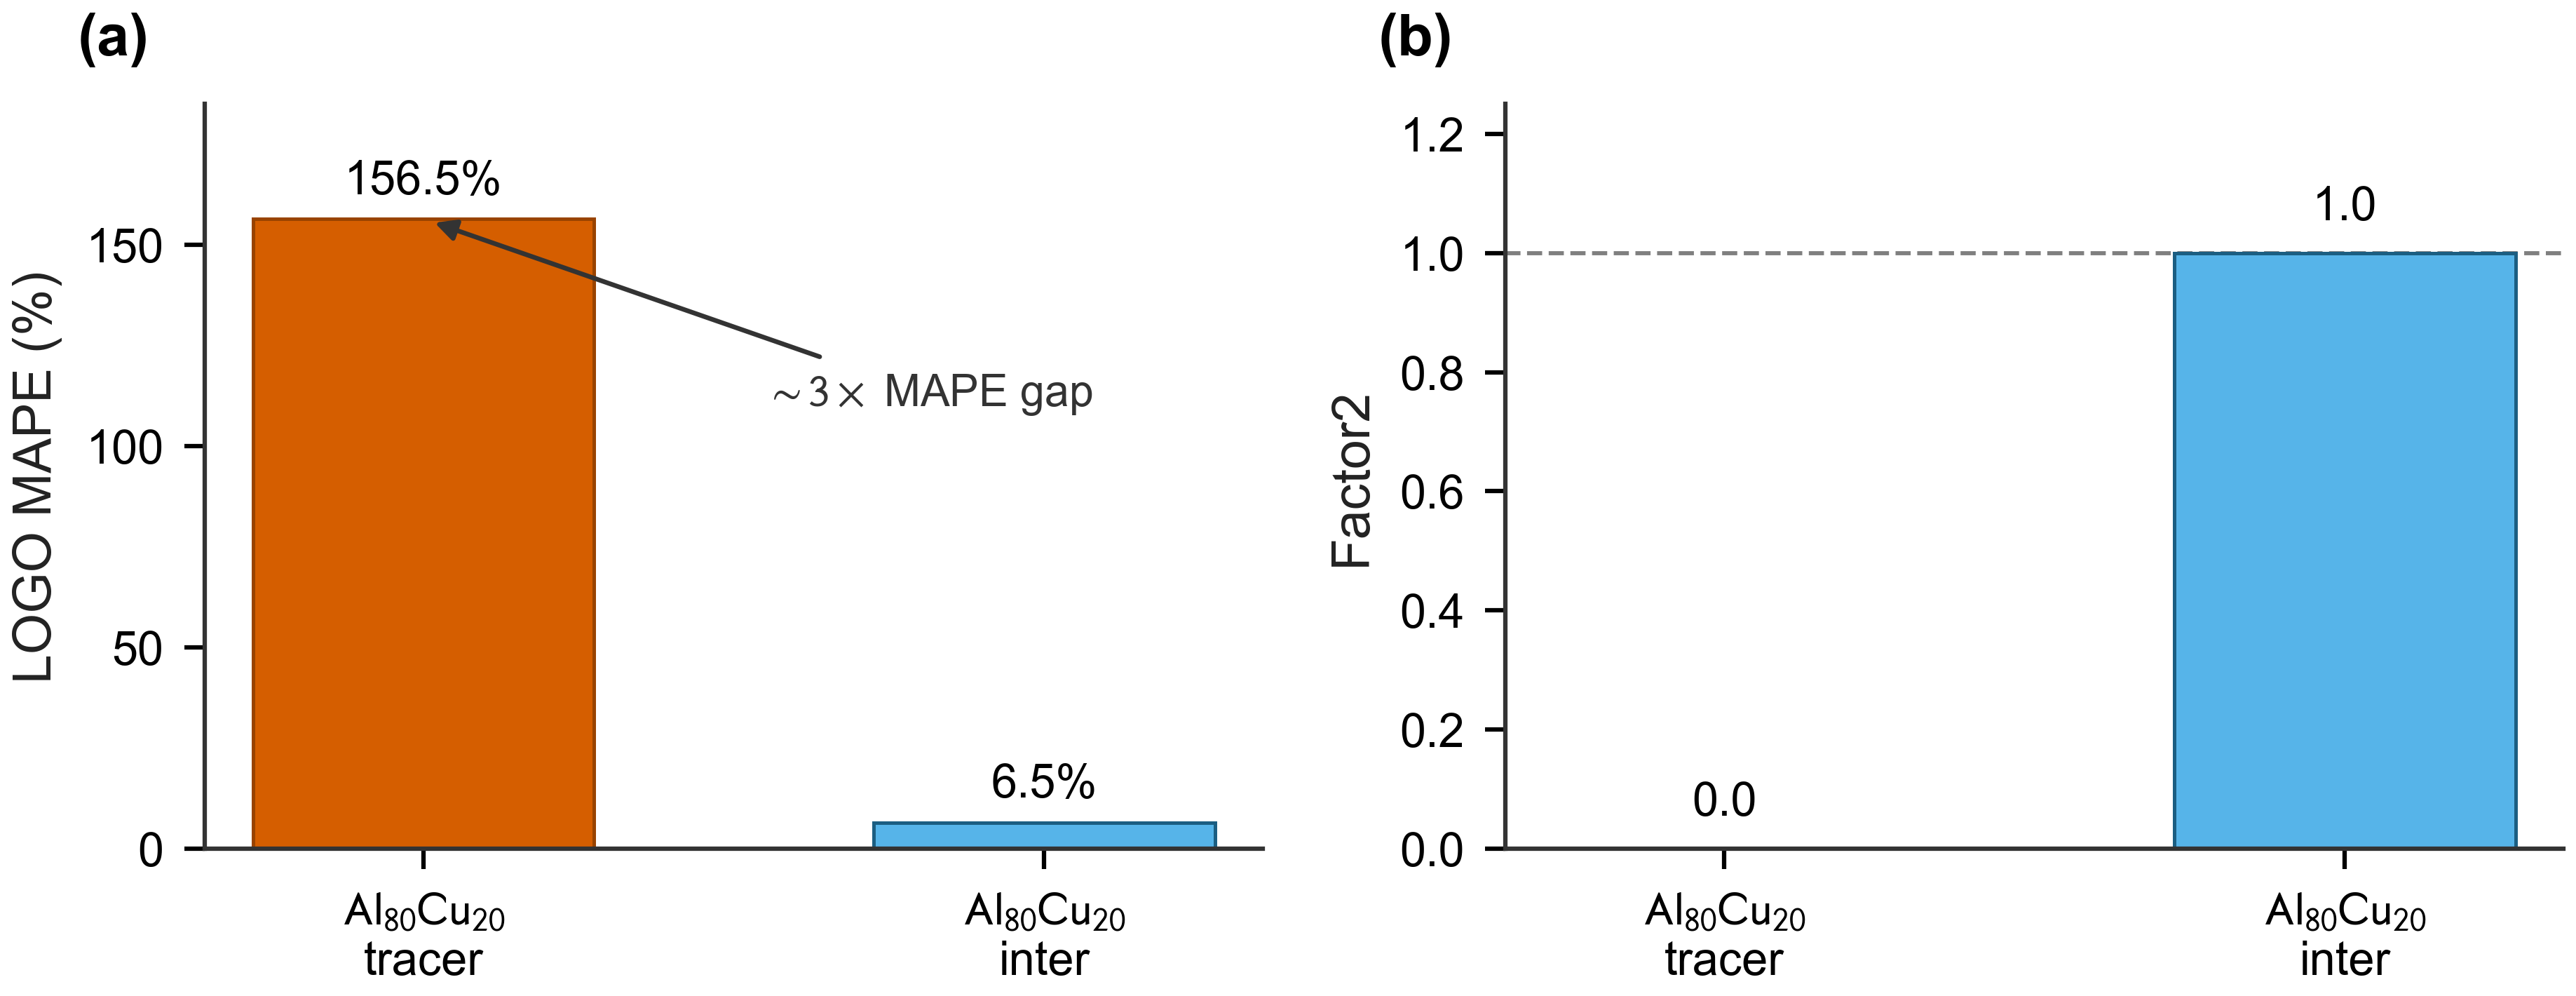 (a)
LOGO MAPE (%)
150
100
50
0
156.5%
~3× MAPE gap
6.5%
Al₈₀Cu₂₀
tracer
Al₈₀Cu₂₀
inter
(b)
Factor2
1.2
1.0
0.8
0.6
0.4
0.2
0.0
0.0
1.0
Al₈₀Cu₂₀
tracer
Al₈₀Cu₂₀
inter